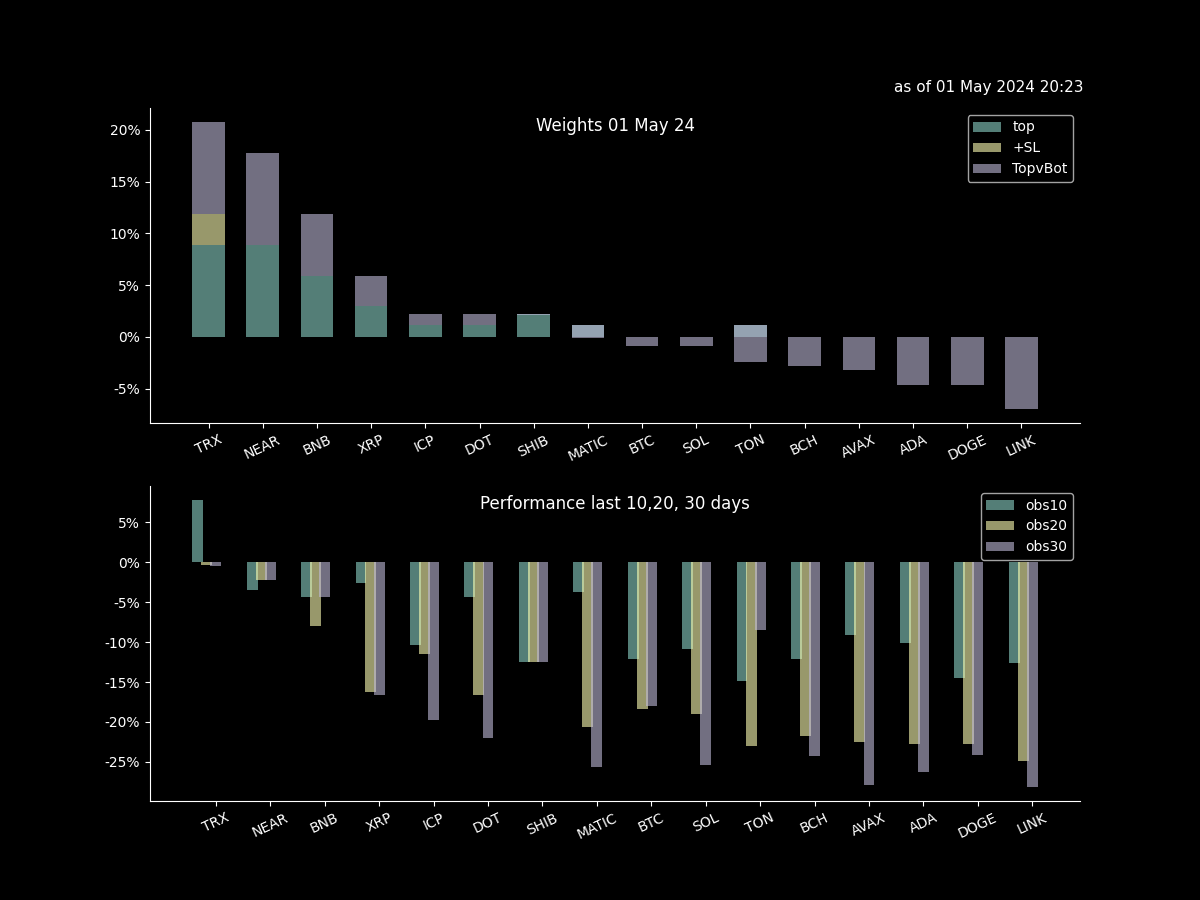 as of 01 May 2024 20:23
Weights 01 May 24
top
+SL
TopvBot
20%
15%
10%
5%
0%
-5%
TRX NEAR BNB XRP ICP DOT SHIB MATIC BTC SOL TON BCH AVAX ADA DOGE LINK
Performance last 10,20, 30 days
obs10
obs20
obs30
5%
0%
-5%
-10%
-15%
-20%
-25%
TRX NEAR BNB XRP ICP DOT SHIB MATIC BTC SOL TON BCH AVAX ADA DOGE LINK